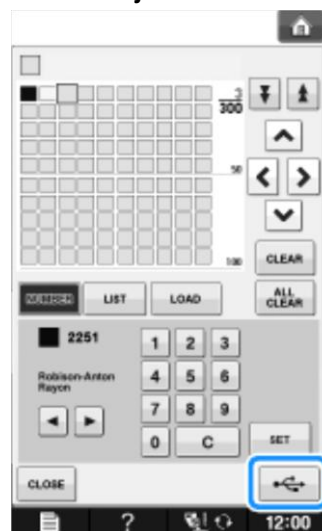 3
300
50
100
CLEAR
NUMBER
LIST
LOAD
ALL
CLEAR
2251
Robison-Anton
Rayon
1
2
3
4
5
6
7
8
9
0
C
SET
CLOSE
?
12:00